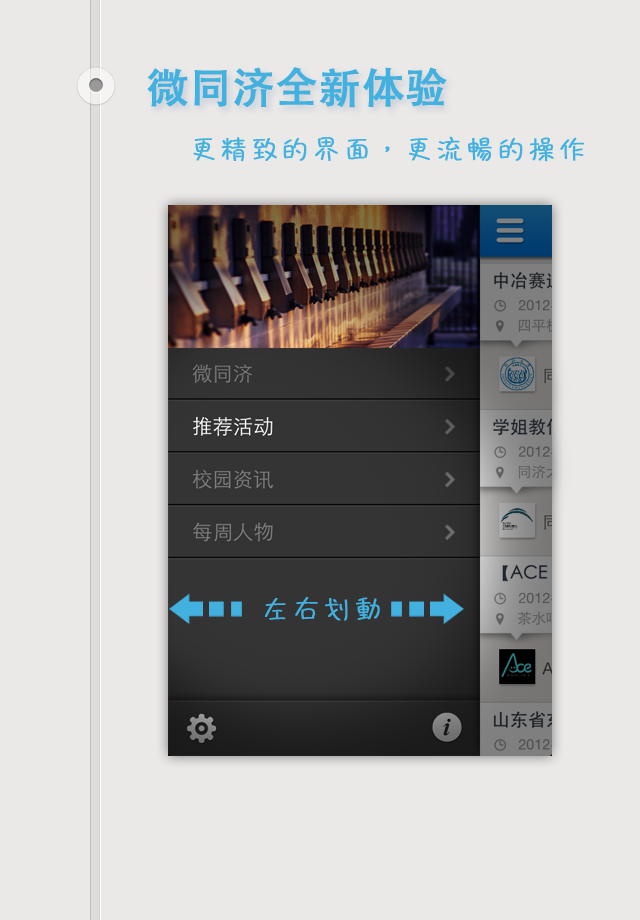 微同济全新体验
更精致的界面，更流暢的操作
微同济
推荐活动
校园资讯
每周人物
左右划動
中冶赛
2012
四平
同
学姐教
2012
同济
同
【ACE
2012
茶水
Ace
A
山东省
2012